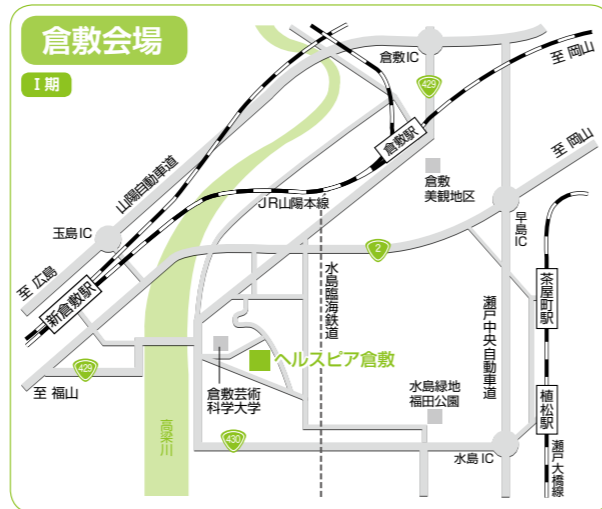 倉敷会場
Ⅰ期
倉敷IC
至 岡山
429
倉敷駅
山陽自動車道
倉敷
美観地区
至 岡山
JR山陽本線
玉島IC
早島IC
2
至 広島
新倉敷駅
水島臨海鉄道
瀬戸中央自動車道
茶屋町駅
ヘルスピア倉敷
429
倉敷芸術
科学大学
至 福山
水島緑地
福田公園
植松駅
高梁川
430
水島IC
瀬戸大橋線